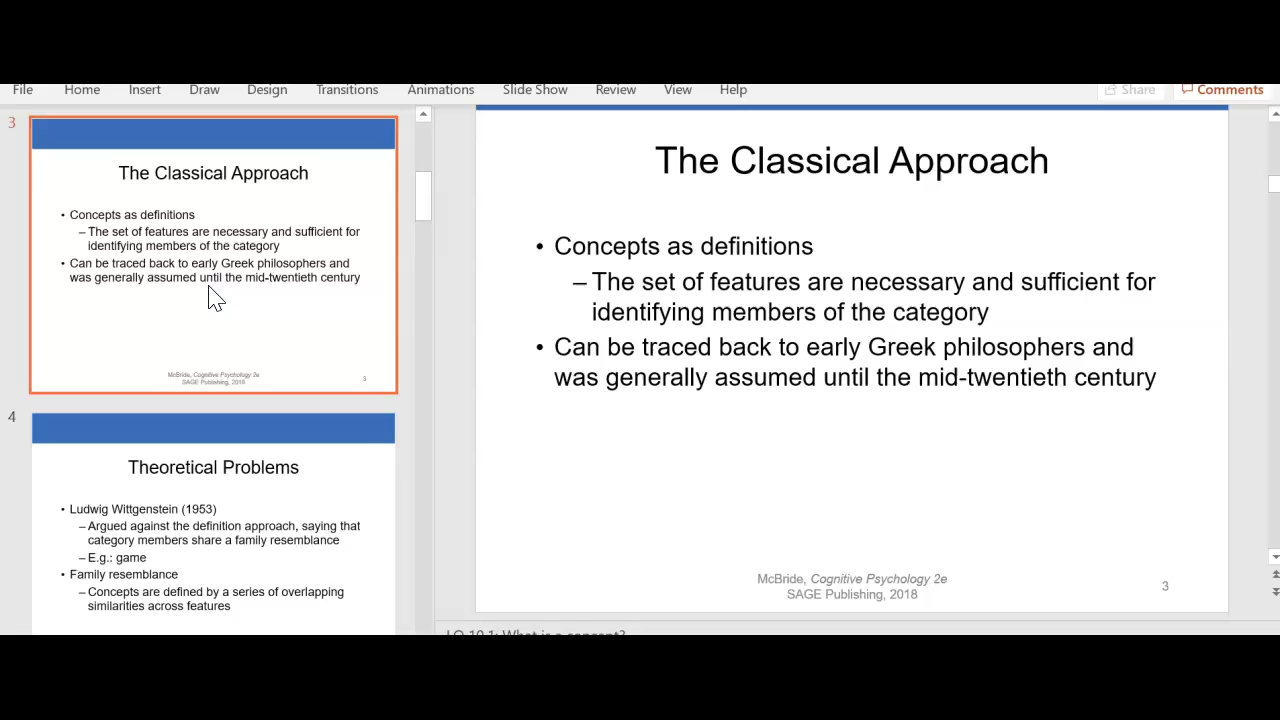 File Home Insert Draw Design Transitions Animations Slide Show Review View Help Share Comments
3
The Classical Approach
• Concepts as definitions
– The set of features are necessary and sufficient for
identifying members of the category
• Can be traced back to early Greek philosophers and
was generally assumed until the mid-twentieth century
McBride, Cognitive Psychology 2e
SAGE Publishing, 2018
3
4
Theoretical Problems
• Ludwig Wittgenstein (1953)
– Argued against the definition approach, saying that
category members share a family resemblance
– E.g.: game
• Family resemblance
– Concepts are defined by a series of overlapping
similarities across features
The Classical Approach
• Concepts as definitions
– The set of features are necessary and sufficient for
identifying members of the category
• Can be traced back to early Greek philosophers and
was generally assumed until the mid-twentieth century
McBride, Cognitive Psychology 2e
SAGE Publishing, 2018
3
LO 10.1: What is a concept?